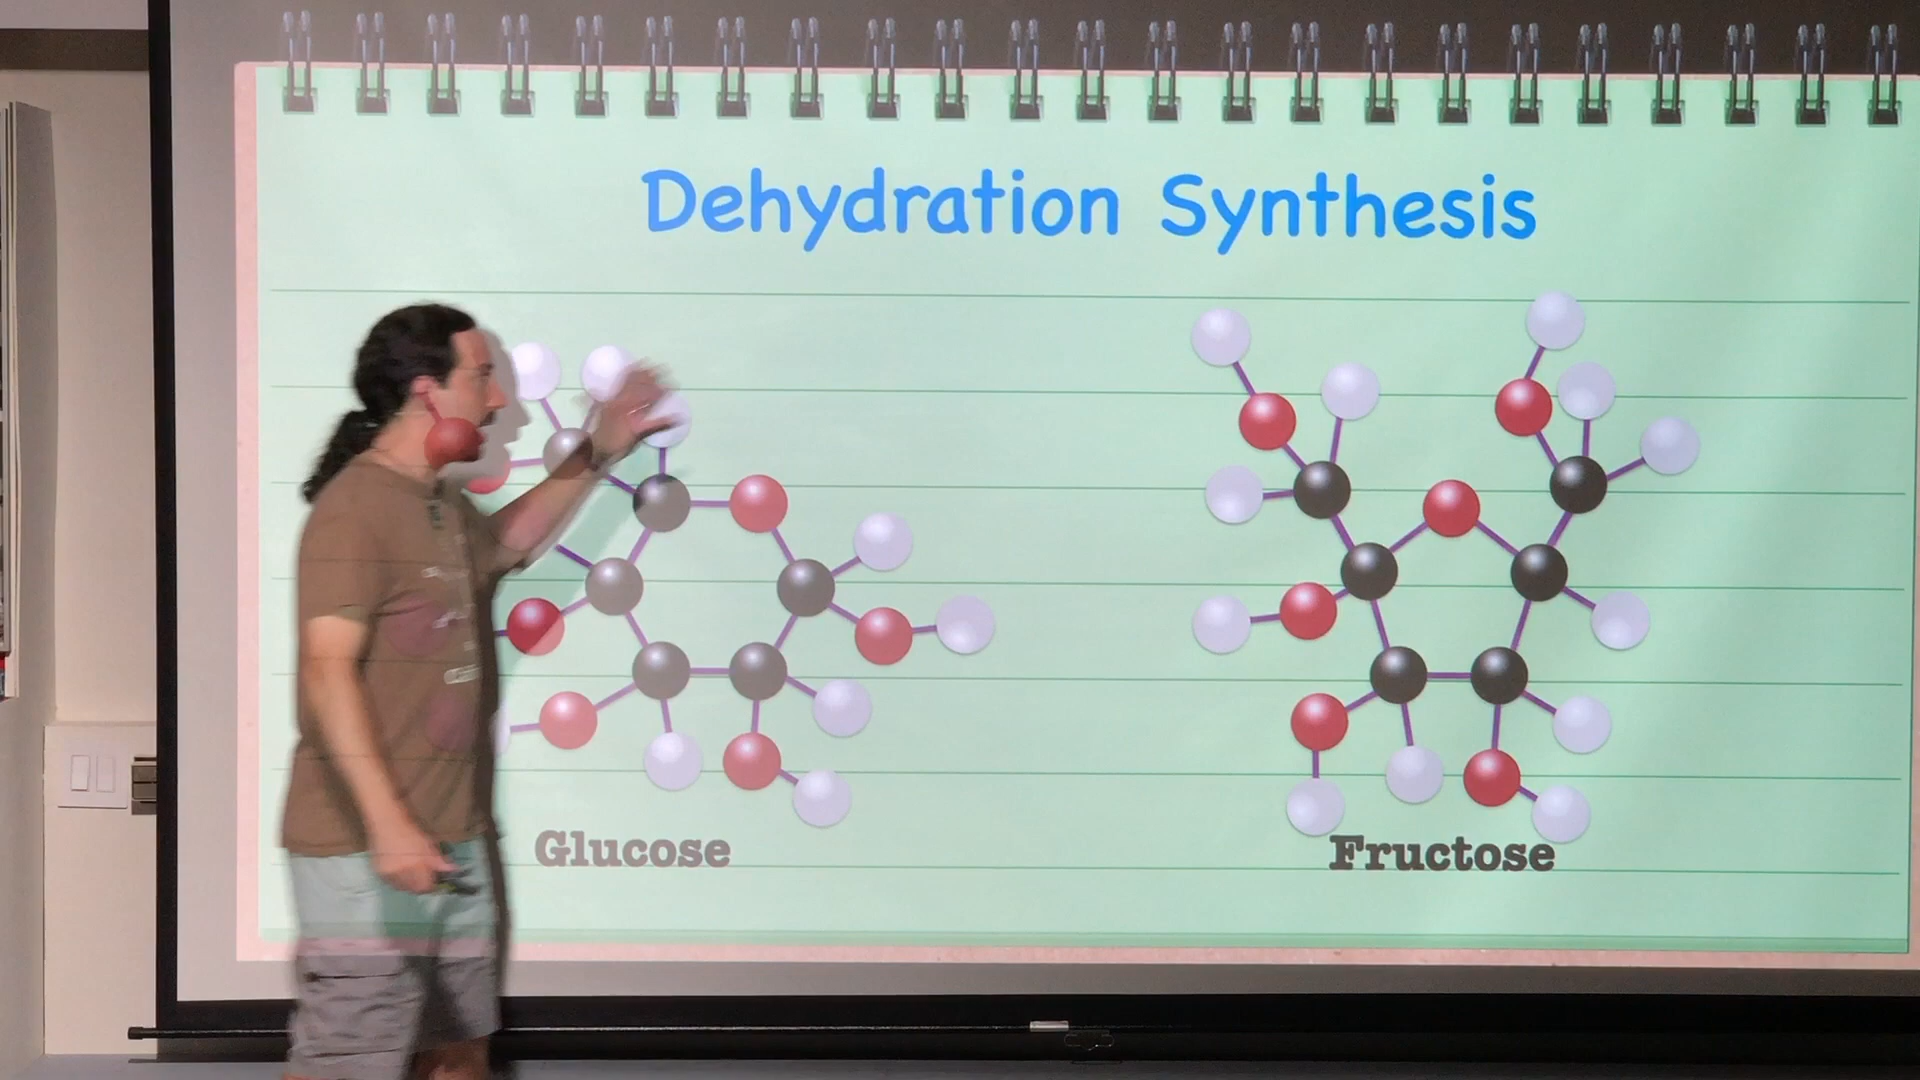 Dehydration Synthesis
Glucose
Fructose